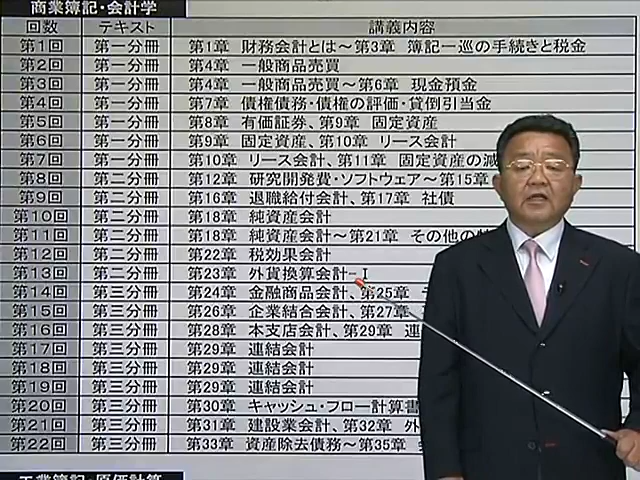 商業簿記・会計学
回数 テキスト 講義内容
第1回 第一分冊 第1章 財務会計とは～第3章 簿記一巡の手続きと税金
第2回 第一分冊 第4章 一般商品売買
第3回 第一分冊 第4章 一般商品売買～第6章 現金預金
第4回 第一分冊 第7章 債権債務・債権の評価・貸倒引当金
第5回 第一分冊 第8章 有価証券、第9章 固定資産
第6回 第一分冊 第9章 固定資産、第10章 リース会計
第7回 第一分冊 第10章 リース会計、第11章 固定資産の減
第8回 第二分冊 第12章 研究開発費・ソフトウェア～第15章
第9回 第二分冊 第16章 退職給付会計、第17章 社債
第10回 第二分冊 第18章 純資産会計
第11回 第二分冊 第18章 純資産会計～第21章 その他の
第12回 第二分冊 第22章 税効果会計
第13回 第二分冊 第23章 外貨換算会計-I
第14回 第三分冊 第24章 金融商品会計、第25章
第15回 第三分冊 第26章 企業結合会計、第27章
第16回 第三分冊 第28章 本支店会計、第29章 連
第17回 第三分冊 第29章 連結会計
第18回 第三分冊 第29章 連結会計
第19回 第三分冊 第29章 連結会計
第20回 第三分冊 第30章 キャッシュ・フロー計算書
第21回 第三分冊 第31章 建設業会計、第32章 外
第22回 第三分冊 第33章 資産除去債務～第35章
工業簿記・原価計算